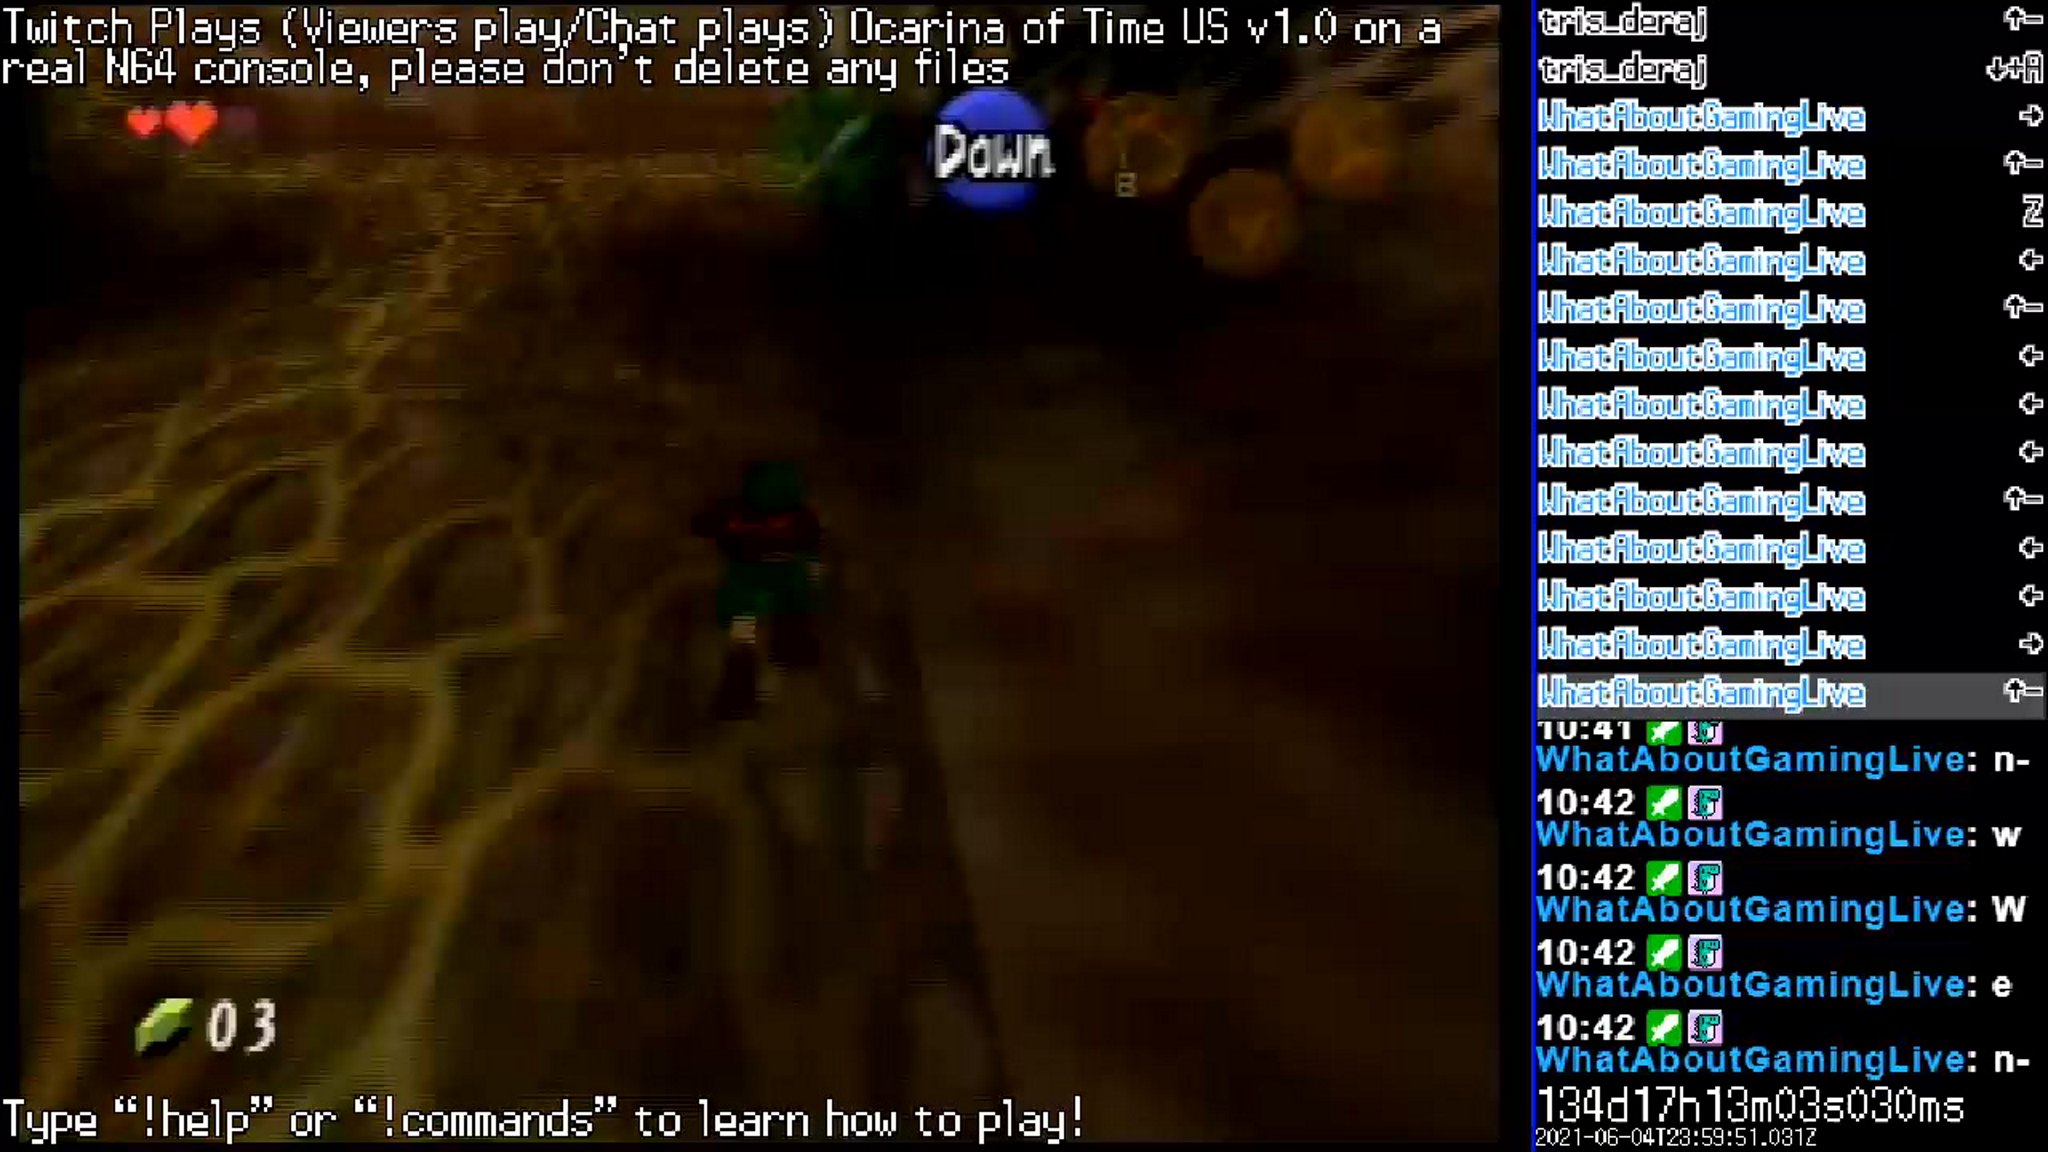 Twitch Plays (Viewers play/Chat plays) Ocarina of Time US v1.0 on a
real N64 console, please don't delete any files
Down
B
03
Type “!help” or “!commands” to learn how to play!
tris_deraj ↑-
tris_deraj ↓+A
WhatAboutGamingLive →
WhatAboutGamingLive ↑-
WhatAboutGamingLive Z
WhatAboutGamingLive ←
WhatAboutGamingLive ↑-
WhatAboutGamingLive ←
WhatAboutGamingLive ←
WhatAboutGamingLive ←
WhatAboutGamingLive ↑-
WhatAboutGamingLive ←
WhatAboutGamingLive ←
WhatAboutGamingLive →
WhatAboutGamingLive ↑-
10:41
WhatAboutGamingLive: n-
10:42
WhatAboutGamingLive: w
10:42
WhatAboutGamingLive: W
10:42
WhatAboutGamingLive: e
10:42
WhatAboutGamingLive: n-
134d17h13m03s030ms
2021-06-04T23:59:51.031Z